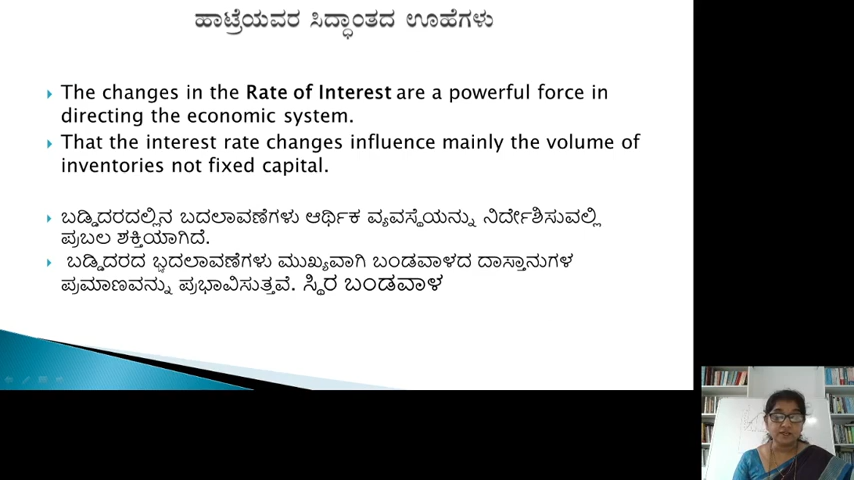 ಹಾಟ್ರೆಯವರ ಸಿದ್ಧಾಂತದ ಊಹೆಗಳು
The changes in the Rate of Interest are a powerful force in
directing the economic system.
That the interest rate changes influence mainly the volume of
inventories not fixed capital.
ಬಡ್ಡಿದರದಲ್ಲಿನ ಬದಲಾವಣೆಗಳು ಆರ್ಥಿಕ ವ್ಯವಸ್ಥೆಯನ್ನು ನಿರ್ದೇಶಿಸುವಲ್ಲಿ
ಪ್ರಬಲ ಶಕ್ತಿಯಾಗಿದೆ.
ಬಡ್ಡಿದರದ ಬ್ಬದಲಾವಣೆಗಳು ಮುಖ್ಯವಾಗಿ ಬಂಡವಾಳದ ದಾಸ್ತಾನುಗಳ
ಪ್ರಮಾಣವನ್ನು ಪ್ರಭಾವಿಸುತ್ತವೆ. ಸ್ಥಿರ ಬಂಡವಾಳ